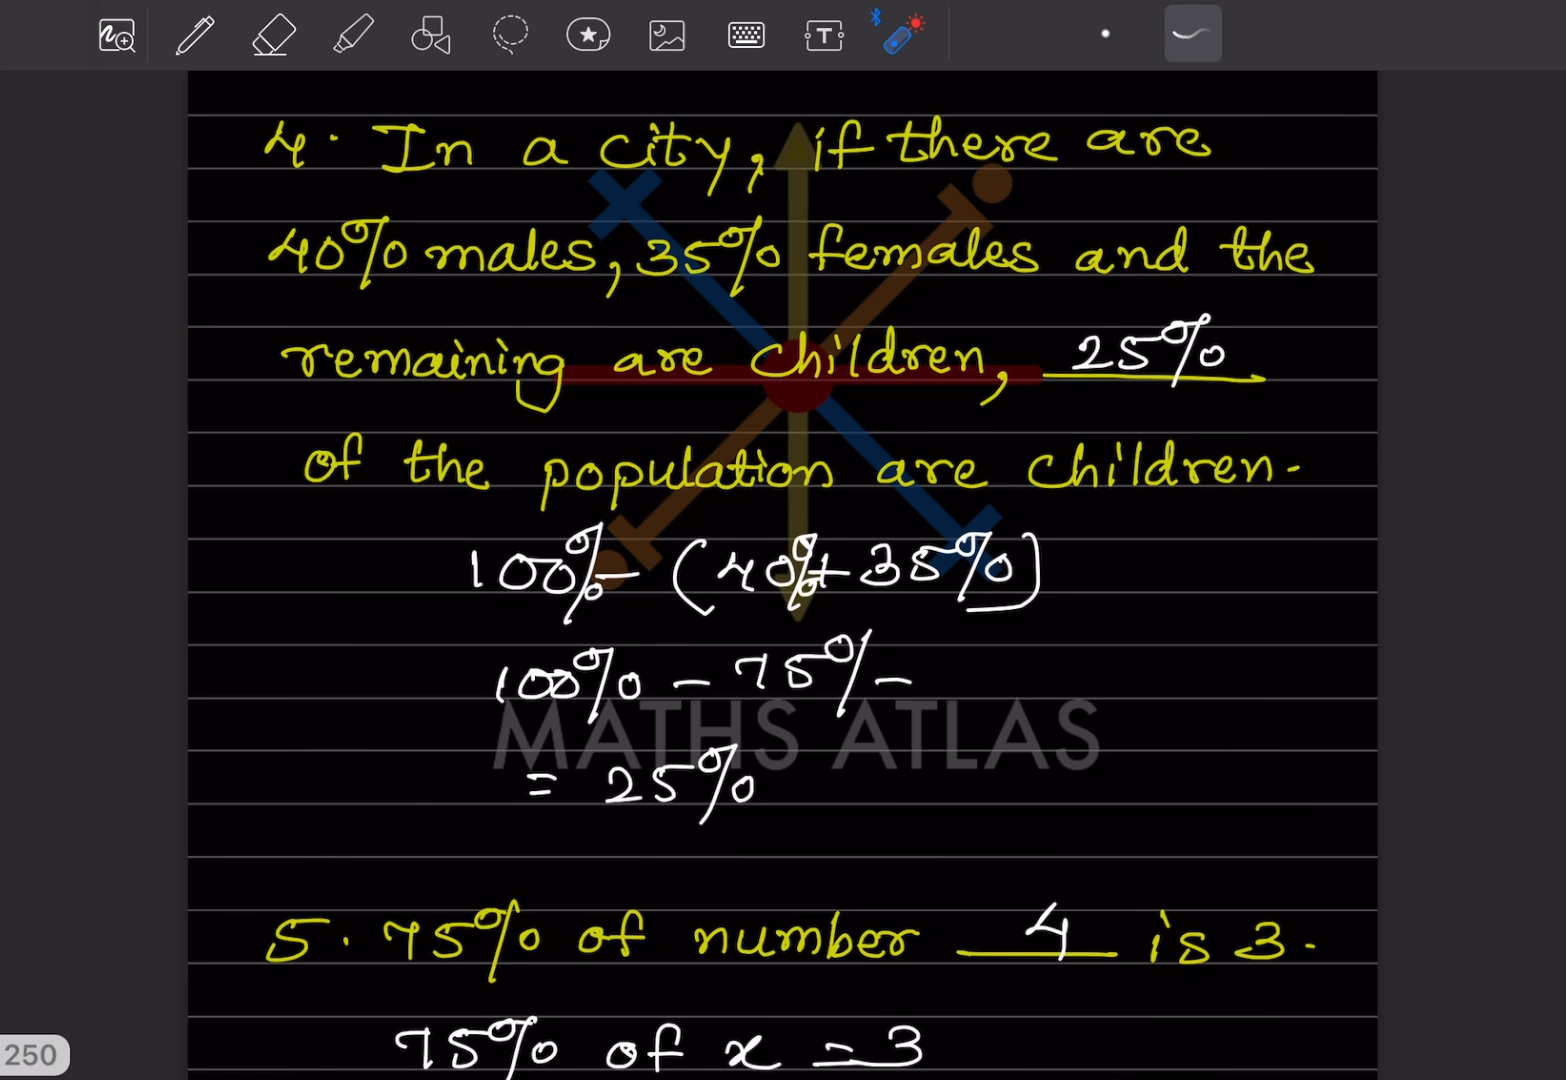 4. In a city, if there are
40% males, 35% females and the
remaining are children, 25%
of the population are children.
100% - (40% + 35%)
100% - 75%
MATHS ATLAS
= 25%
5. 75% of number 4 is 3.
75% of x = 3
250